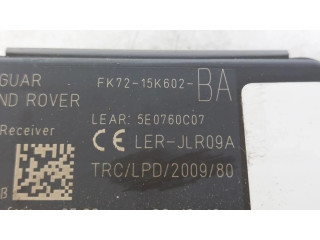 GUAR FK72-15K602-BA
ND ROVER
LEAR: 5E0760C07
Receiver
CE LER-JLR09A
TRC/LPD/2009/80